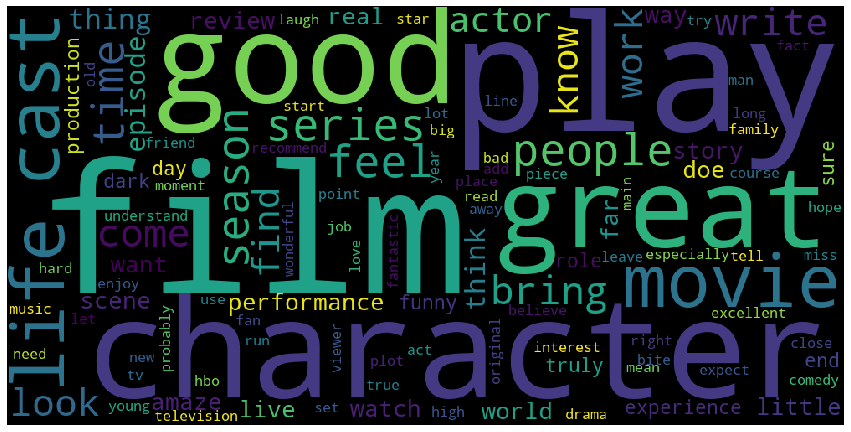 thing
review
laugh
real
star
actor
way
try
write
fact
good
play
cast
time
production
old
episode
friend
start
series
season
recommend
lot
big
line
know
work
man
long
family
people
story
bad
add
doe
course
sure
feel
find
day
dark
moment
understand
year
point
place
read
piece
main
far
hope
film
great
life
come
want
hard
enjoy
wonderful
job
love
fantastic
away
think
role
leave
especially
tell
miss
bring
movie
look
music
need
let
scene
use
performance
funny
believe
excellent
character
probably
fan
run
viewer
plot
act
true
original
interest
truly
right
bite
mean
expect
close
end
comedy
new
tv
hbo
young
amaze
television
live
set
watch
high
world
drama
experience
little